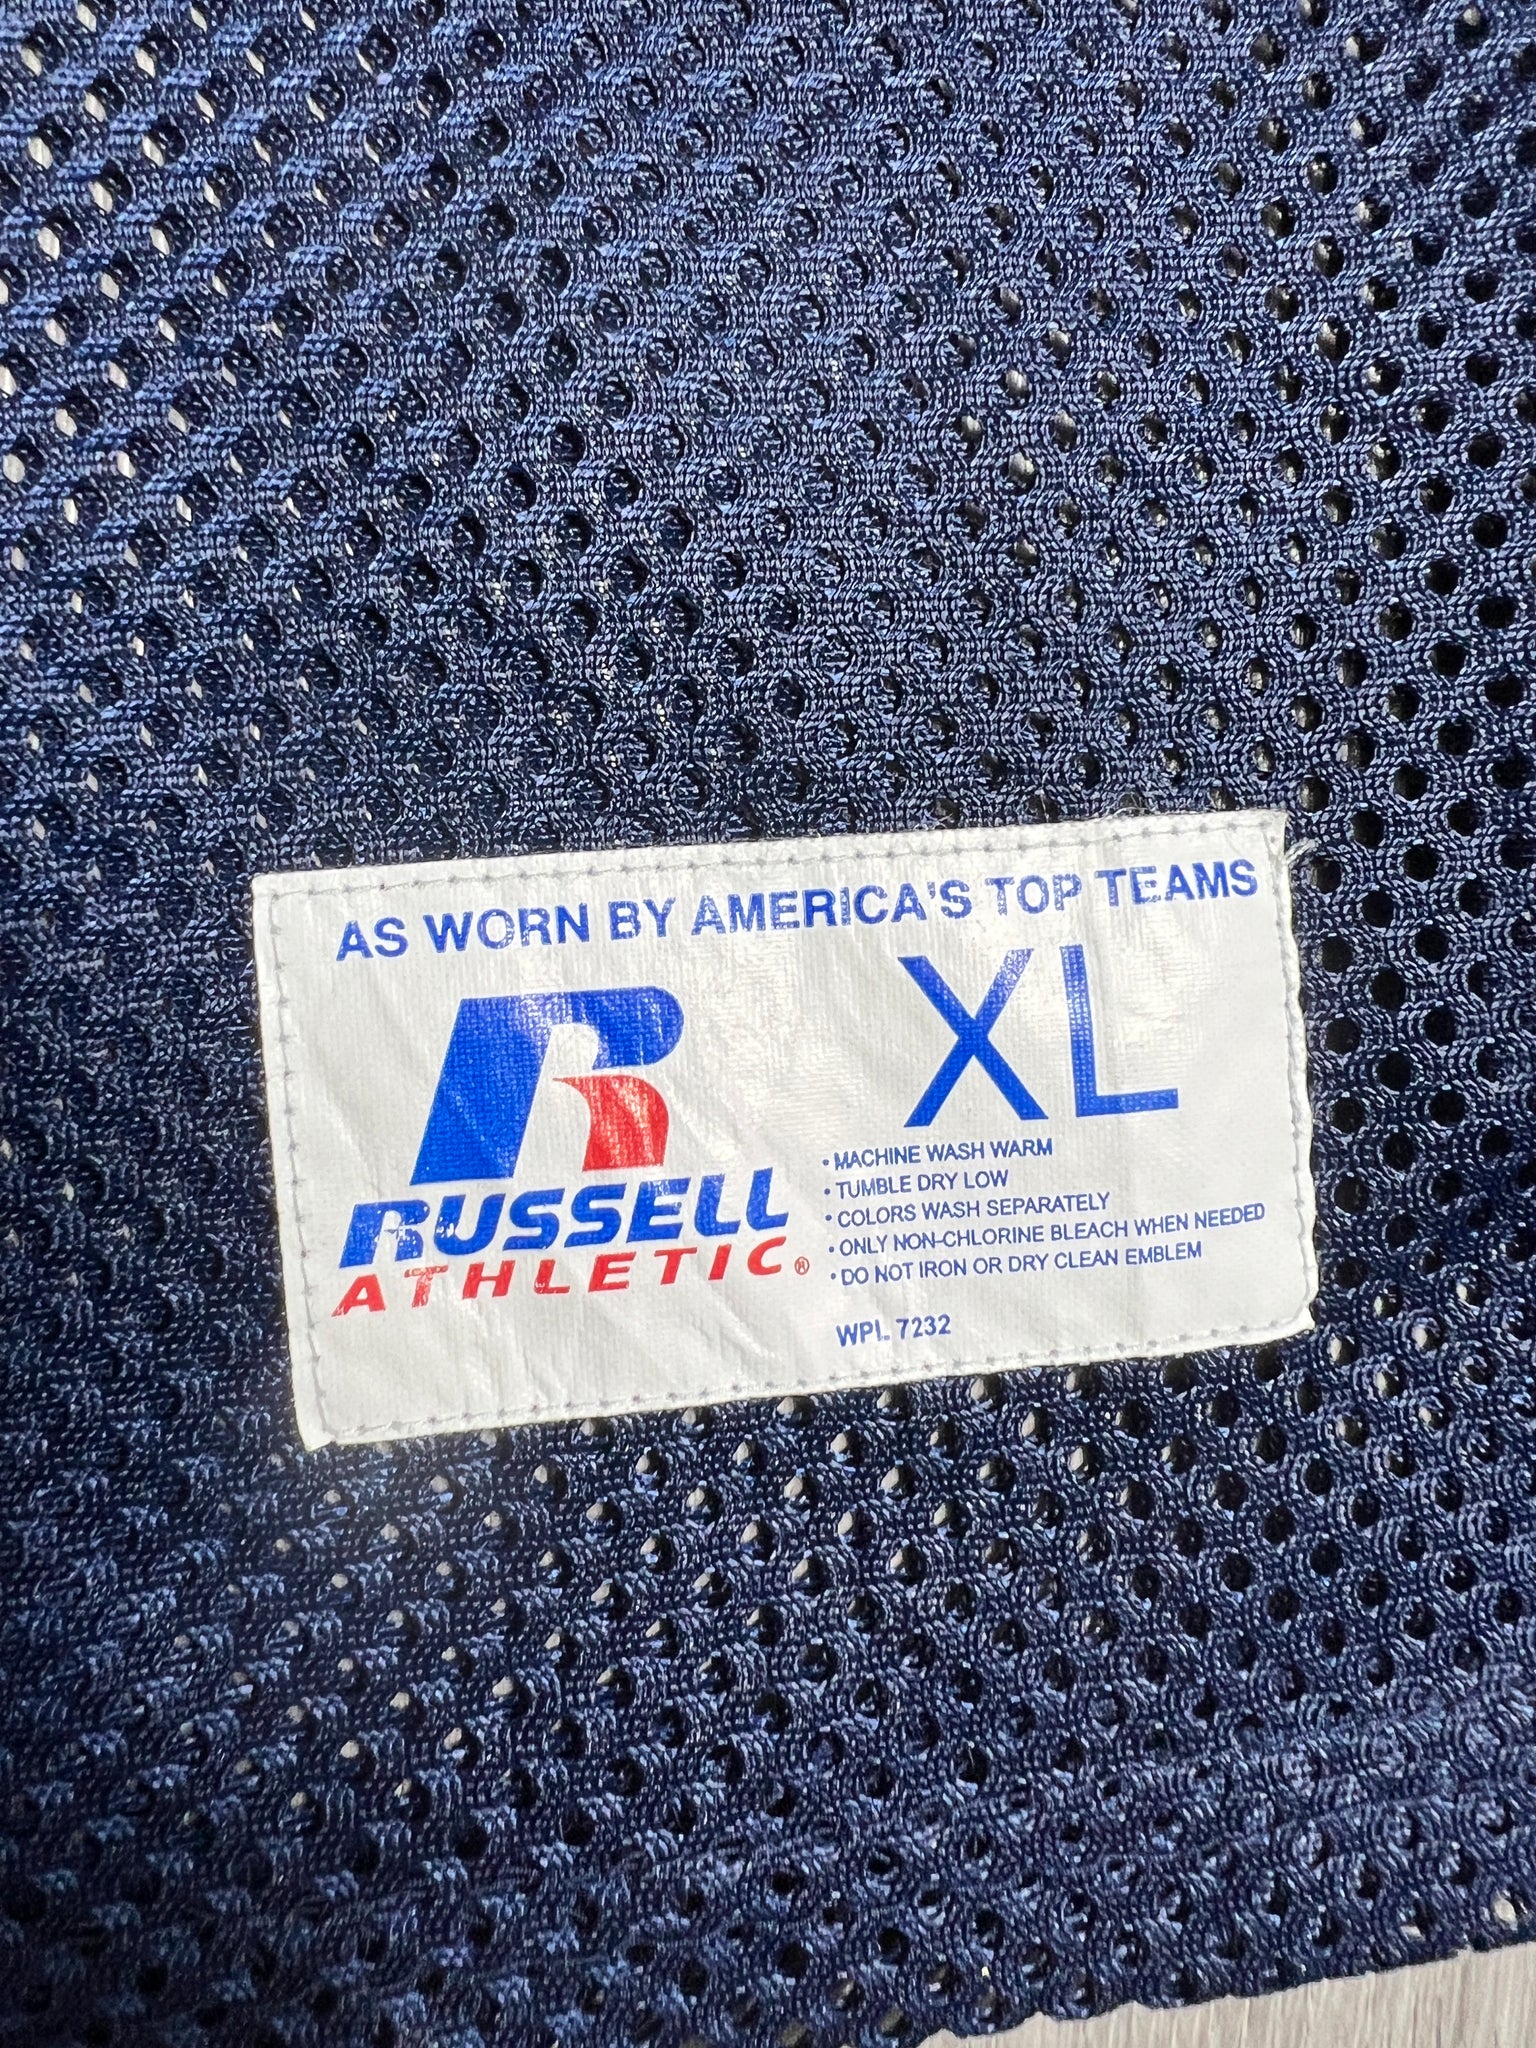 AS WORN BY AMERICA'S TOP TEAMS
XL
RUSSELL
ATHLETIC®
• MACHINE WASH WARM
• TUMBLE DRY LOW
• COLORS WASH SEPARATELY
• ONLY NON-CHLORINE BLEACH WHEN NEEDED
• DO NOT IRON OR DRY CLEAN EMBLEM
WPL 7232